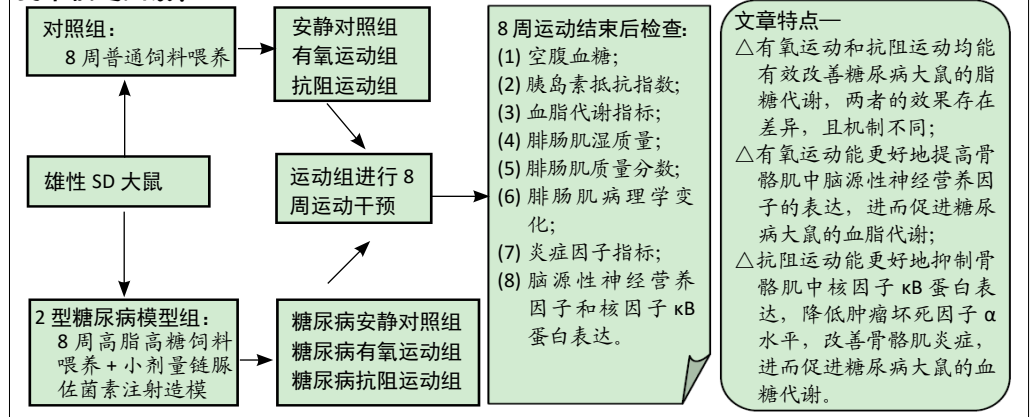 对照组：
8 周普通饲料喂养
安静对照组
有氧运动组
抗阻运动组
雄性 SD 大鼠
运动组进行 8
周运动干预
2 型糖尿病模型组：
8 周高脂高糖饲料
喂养 + 小剂量链脲
佐菌素注射造模
糖尿病安静对照组
糖尿病有氧运动组
糖尿病抗阻运动组
8 周运动结束后检查:
(1) 空腹血糖;
(2) 胰岛素抵抗指数;
(3) 血脂代谢指标;
(4) 腓肠肌湿质量;
(5) 腓肠肌质量分数;
(6) 腓肠肌病理学变
化;
(7) 炎症因子指标;
(8) 脑源性神经营养
因子和核因子 κB
蛋白表达。
文章特点—
△有氧运动和抗阻运动均能
有效改善糖尿病大鼠的脂
糖代谢，两者的效果存在
差异，且机制不同;
△有氧运动能更好地提高骨
骼肌中脑源性神经营养因
子的表达，进而促进糖尿
病大鼠的血脂代谢;
△抗阻运动能更好地抑制骨
骼肌中核因子 κB 蛋白表
达，降低肿瘤坏死因子 α
水平，改善骨骼肌炎症，
进而促进糖尿病大鼠的血
糖代谢。